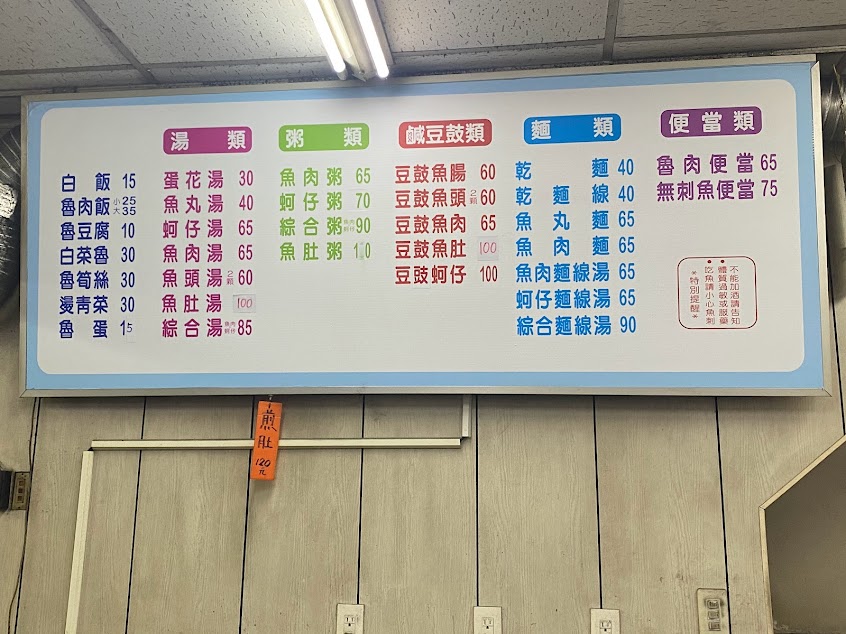 白飯 15
魯肉飯 小25 大35
魯豆腐 10
白菜魯 30
魯筍絲 30
燙青菜 30
魯蛋 15
湯類
蛋花湯 30
魚丸湯 40
蚵仔湯 65
魚肉湯 65
魚頭湯 2顆 60
魚肚湯 100
綜合湯 魚肉蚵仔 85
粥類
魚肉粥 65
蚵仔粥 70
綜合粥 魚肉蚵仔 90
魚肚粥
鹹豆鼓類
豆鼓魚腸 60
豆鼓魚頭 2顆 60
豆鼓魚肉 65
豆鼓魚肚 100
豆豉蚵仔 100
麵類
乾麵 40
乾麵線 40
魚丸麵 65
魚肉麵 65
魚肉麵線湯 65
蚵仔麵線湯 65
綜合麵線湯 90
便當類
魯肉便當 65
無刺魚便當 75
不能加酒請告知
體質過敏或服藥
吃魚請小心魚刺
*特別提醒*
煎肚
120元